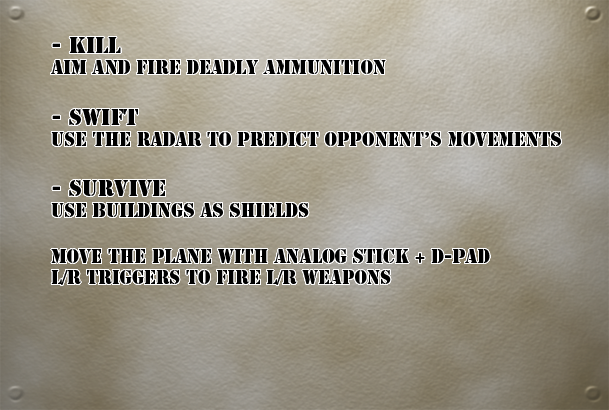 - KILL
AIM AND FIRE DEADLY AMMUNITION
- SWIFT
USE THE RADAR TO PREDICT OPPONENT'S MOVEMENTS
- SURVIVE
USE BUILDINGS AS SHIELDS
MOVE THE PLANE WITH ANALOG STICK + D-PAD
L/R TRIGGERS TO FIRE L/R WEAPONS